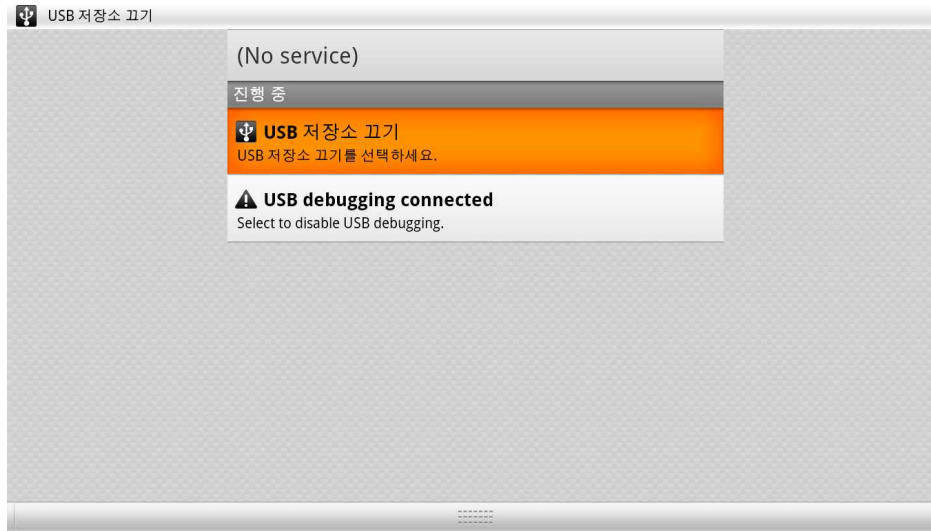 USB 저장소 끄기
(No service)
진행 중
USB 저장소 끄기
USB 저장소 끄기를 선택하세요.
USB debugging connected
Select to disable USB debugging.